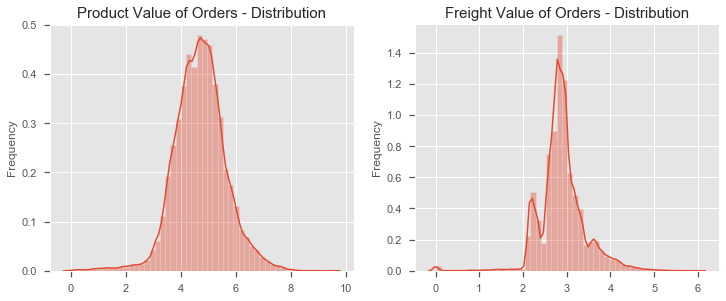 Product Value of Orders - Distribution
Frequency
0.5
0.4
0.3
0.2
0.1
0.0
0 2 4 6 8 10
Freight Value of Orders - Distribution
Frequency
1.4
1.2
1.0
0.8
0.6
0.4
0.2
0.0
0 1 2 3 4 5 6